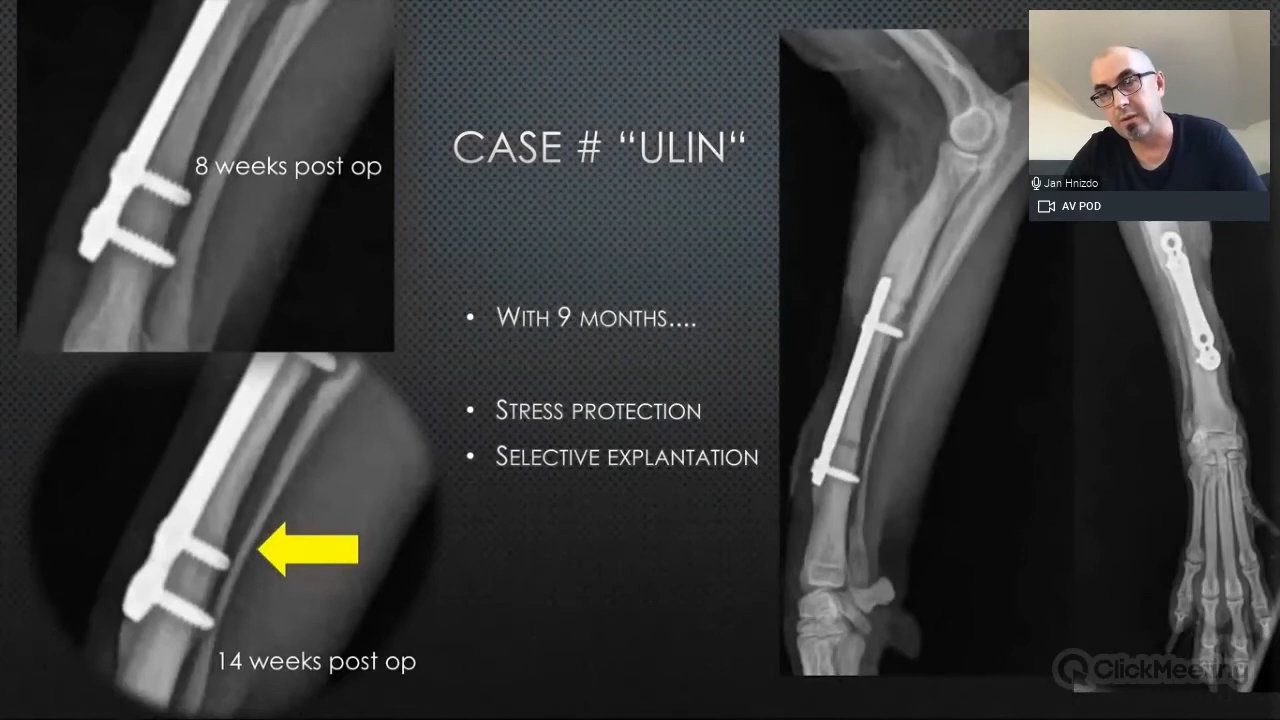 8 weeks post op
CASE # “ULIN“
Jan Hnizdo
AV POD
• With 9 months....
• Stress protection
• Selective explantation
14 weeks post op
ClickMeeting